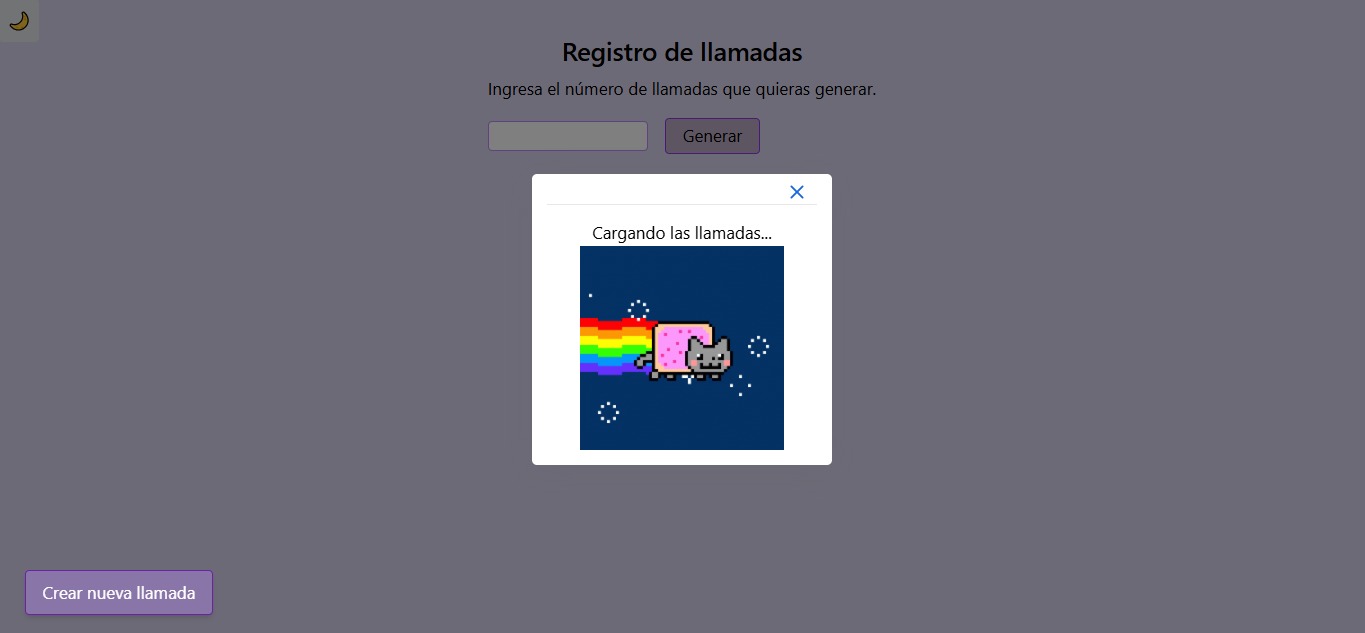 Registro de llamadas
Ingresa el número de llamadas que quieras generar.
Generar
Cargando las llamadas...
Crear nueva llamada